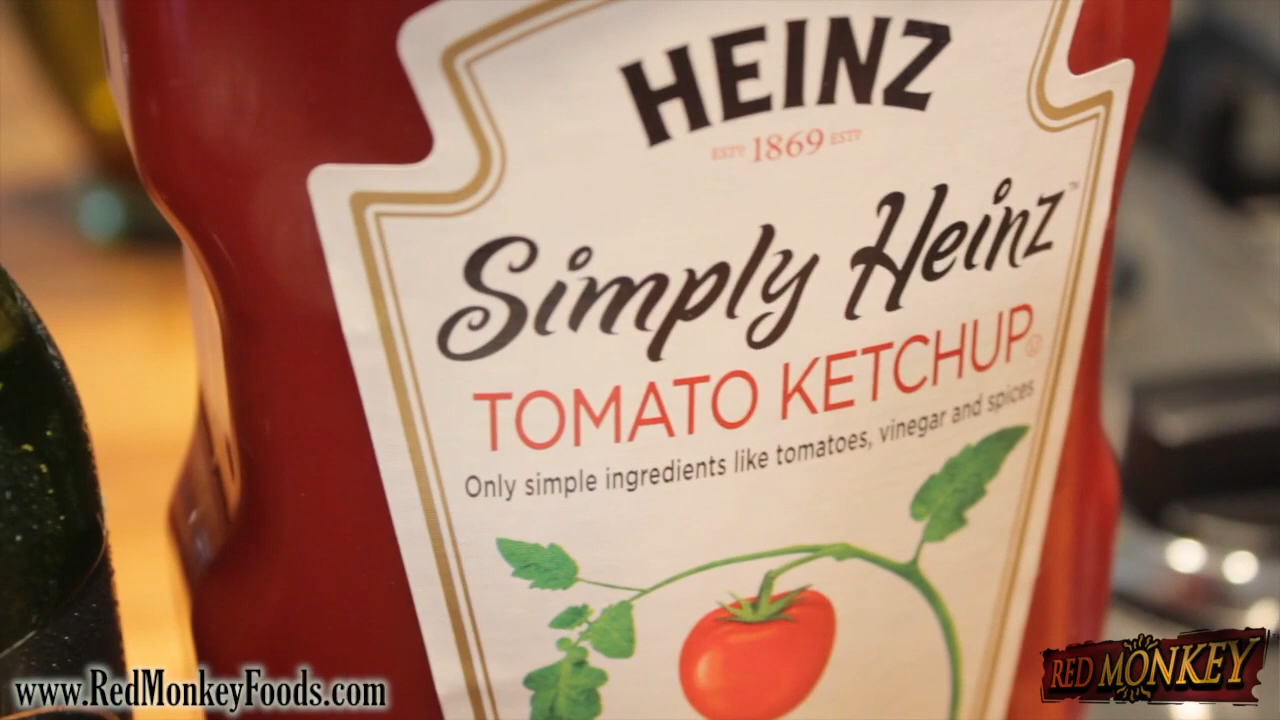 HEINZ
ESTD 1869 ESTD
Simply Heinz™
TOMATO KETCHUP
Only simple ingredients like tomatoes, vinegar and spices
www.RedMonkeyFoods.com
RED MONKEY